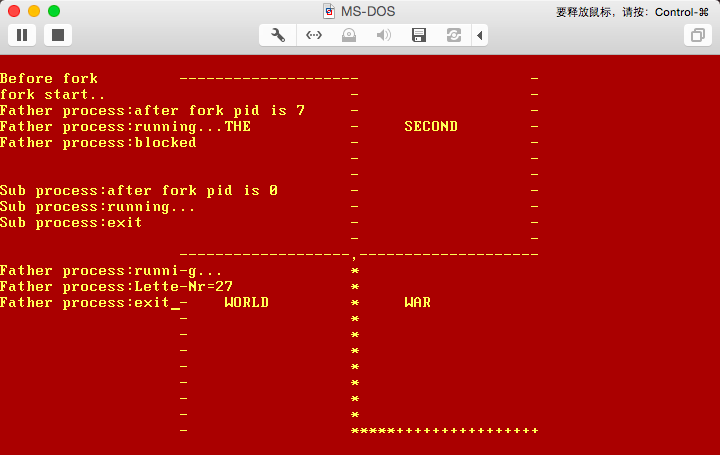 MS-DOS 要释放鼠标，请按：Control-⌘
Before fork -------------------- -
fork start.. - -
Father process:after fork pid is 7 - -
Father process:running...THE - SECOND -
Father process:blocked - -
- -
- -
Sub process:after fork pid is 0 - -
Sub process:running... - -
Sub process:exit - -
- -
-------------------,--------------------
Father process:runni-g... *
Father process:Lette-Nr=27 *
Father process:exit_- WORLD * WAR
- *
- *
- *
- *
- *
- *
- *
- *****++++++++++++++++